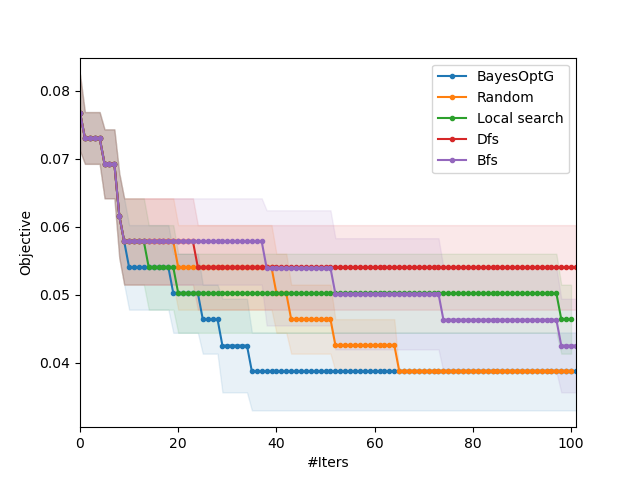 BayesOptG
Random
Local search
Dfs
Bfs
0.08
0.07
0.06
0.05
0.04
Objective
0 20 40 60 80 100
#Iters